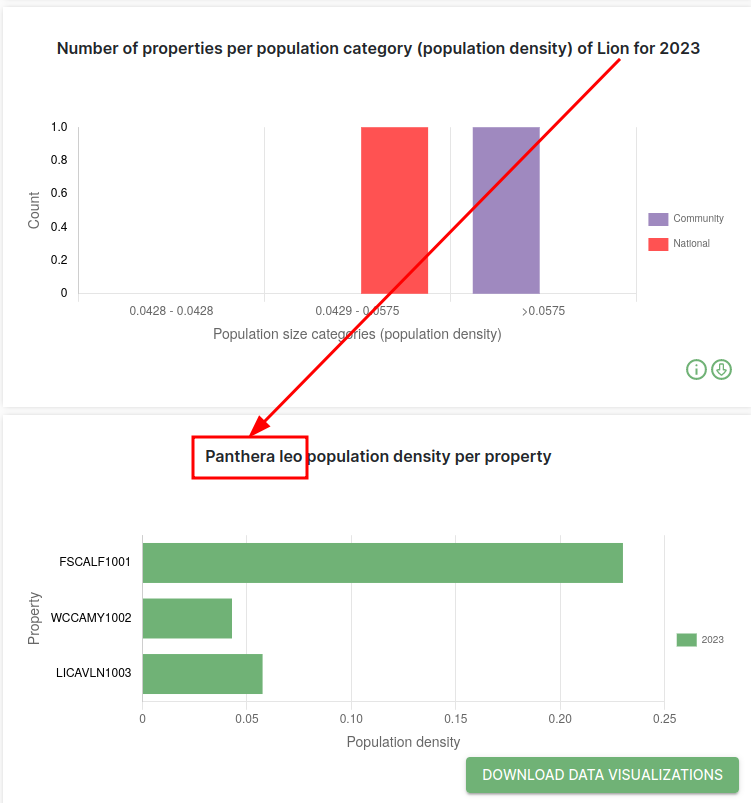 Number of properties per population category (population density) of Lion for 2023
1.0
0.8
0.6
0.4
0.2
0
Count
0.0428 - 0.0428
0.0429 - 0.0575
>0.0575
Population size categories (population density)
Community
National
Panthera leo population density per property
Property
FSCALF1001
WCCAMY1002
LICAVLN1003
2023
0
0.05
0.10
0.15
0.20
0.25
Population density
DOWNLOAD DATA VISUALIZATIONS